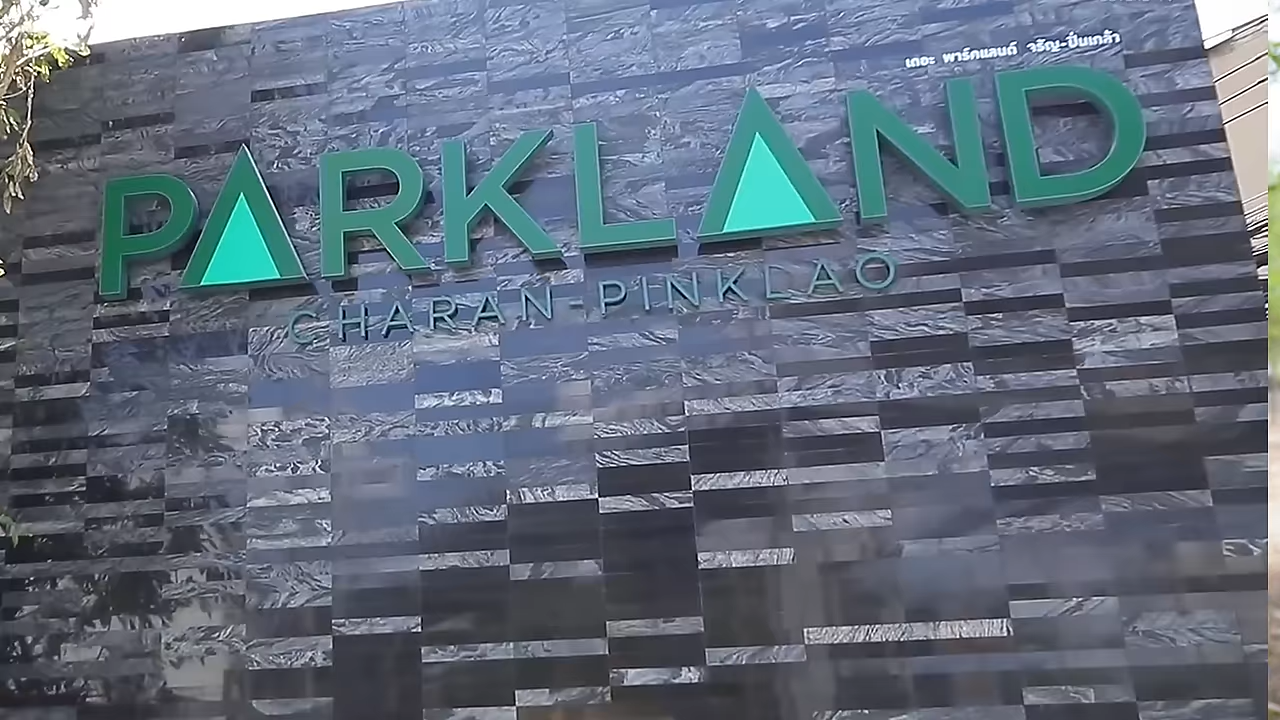 เดอะ พาร์คแลนด์ จรัญ-ปิ่นเกล้า
PARKLAND
CHARAN - PINKLAO